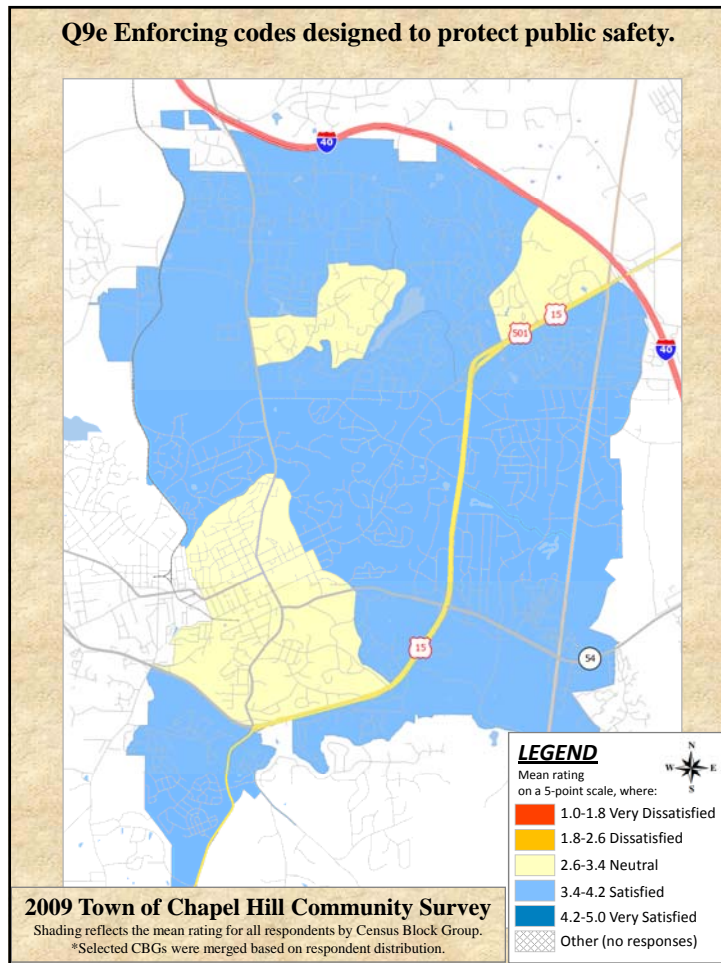 Q9e Enforcing codes designed to protect public safety.
40
15
501
40
15
54
LEGEND
Mean rating
on a 5-point scale, where:
N
W E
S
1.0-1.8 Very Dissatisfied
1.8-2.6 Dissatisfied
2.6-3.4 Neutral
3.4-4.2 Satisfied
4.2-5.0 Very Satisfied
Other (no responses)
2009 Town of Chapel Hill Community Survey
Shading reflects the mean rating for all respondents by Census Block Group.
*Selected CBGs were merged based on respondent distribution.